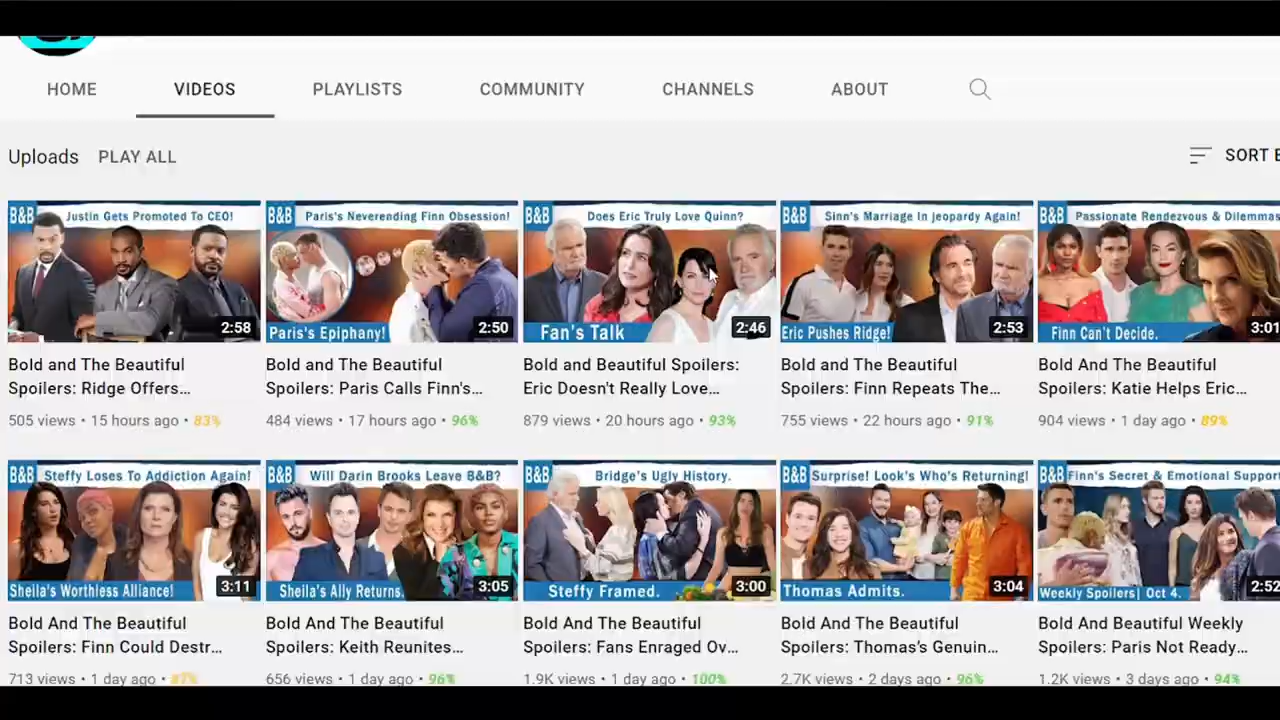 HOME VIDEOS PLAYLISTS COMMUNITY CHANNELS ABOUT
Uploads PLAY ALL SORT
B&B Justin Gets Promoted To CEO!
2:58
Bold and The Beautiful
Spoilers: Ridge Offers...
505 views • 15 hours ago • 83%
B&B Paris's Neverending Finn Obsession!
Paris's Epiphany! 2:50
Bold and The Beautiful
Spoilers: Paris Calls Finn's...
484 views • 17 hours ago • 96%
B&B Does Eric Truly Love Quinn?
Fan's Talk 2:46
Bold and Beautiful Spoilers:
Eric Doesn't Really Love...
879 views • 20 hours ago • 93%
B&B Sinn's Marriage In Jeopardy Again!
Eric Pushes Ridge! 2:53
Bold and The Beautiful
Spoilers: Finn Repeats The...
755 views • 22 hours ago • 91%
B&B Passionate Rendezvous & Dilemmas
Finn Can't Decide. 3:01
Bold And The Beautiful
Spoilers: Katie Helps Eric...
904 views • 1 day ago • 89%
B&B Steffy Loses To Addiction Again!
Sheila's Worthless Alliance! 3:11
Bold And The Beautiful
Spoilers: Finn Could Destr...
713 views • 1 day ago •
B&B Will Darin Brooks Leave B&B?
Sheila's Ally Returns. 3:05
Bold And The Beautiful
Spoilers: Keith Reunites...
656 views • 1 day ago • 96%
B&B Bridge's Ugly History.
Steffy Framed. 3:00
Bold And The Beautiful
Spoilers: Fans Enraged Ov...
1.9K views • 1 day ago • 100%
B&B Surprise! Look's Who's Returning!
Thomas Admits. 3:04
Bold And The Beautiful
Spoilers: Thomas's Genuin...
2.7K views • 2 days ago • 96%
B&B Finn's Secret & Emotional Support
Weekly Spoilers| Oct 4. 2:52
Bold And Beautiful Weekly
Spoilers: Paris Not Ready...
1.2K views • 3 days ago • 94%